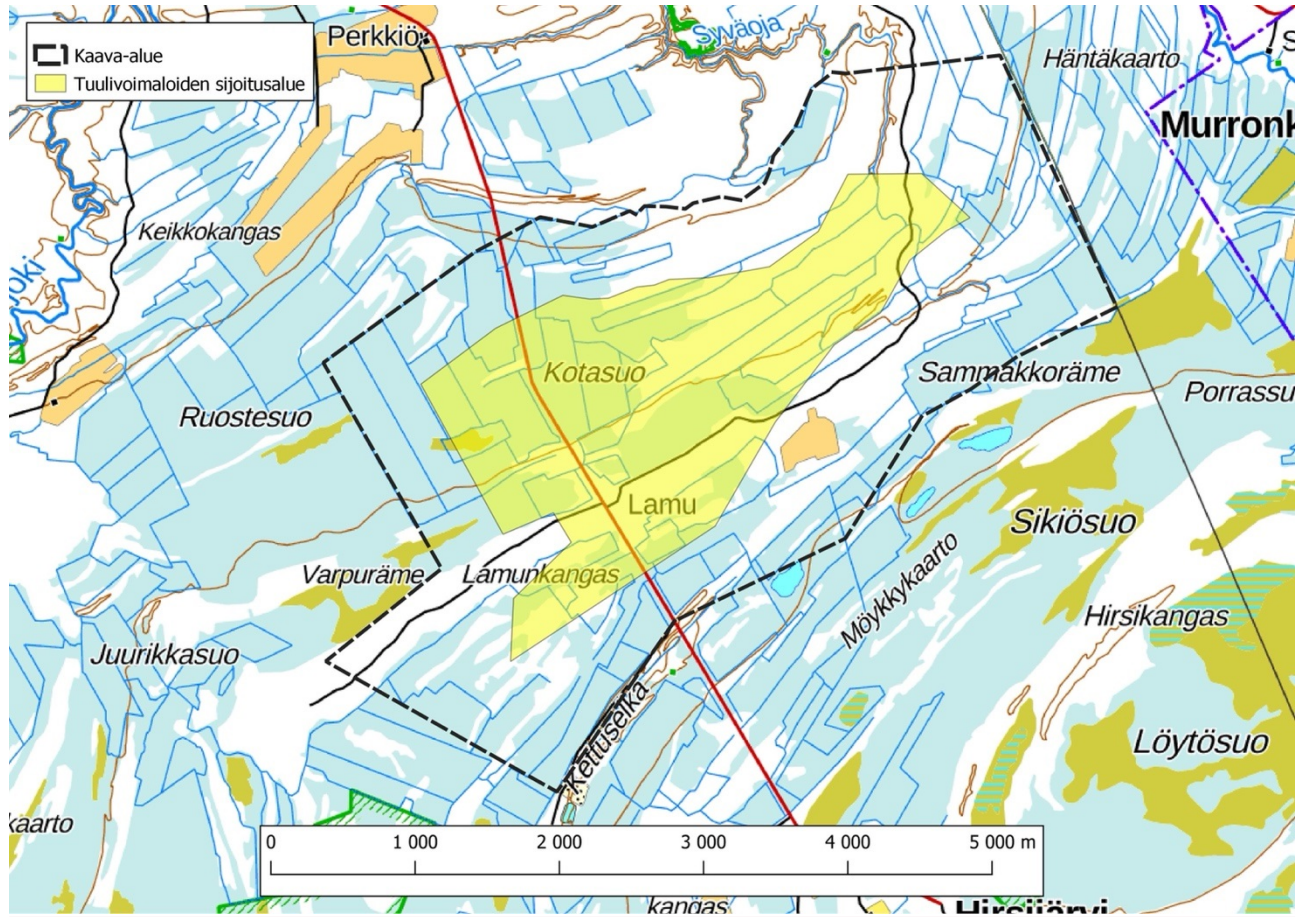 Kaava-alue
Tuulivoimaloiden sijoitusalue
Perkkiö
Syväoja
Häntäkaarto
Murronk
S
Keikkokangas
oki
Kotasuo
Sammakkoräme
Porrassu
Ruostesuo
Lamu
Sikiösuo
Varpuräme
Lamunkangas
Möykkykaarto
Hirsikangas
Juurikkasuo
Kettuselkä
Löytösuo
kaarto
0 1 000 2 000 3 000 4 000 5 000 m
kangas
Hirsijärvi